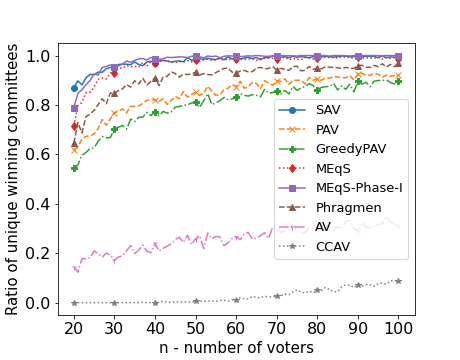 1.0
0.8
0.6
0.4
0.2
0.0
Ratio of unique winning committees
SAV
PAV
GreedyPAV
MEqS
MEqS-Phase-I
Phragmen
AV
CCAV
20 30 40 50 60 70 80 90 100
n - number of voters